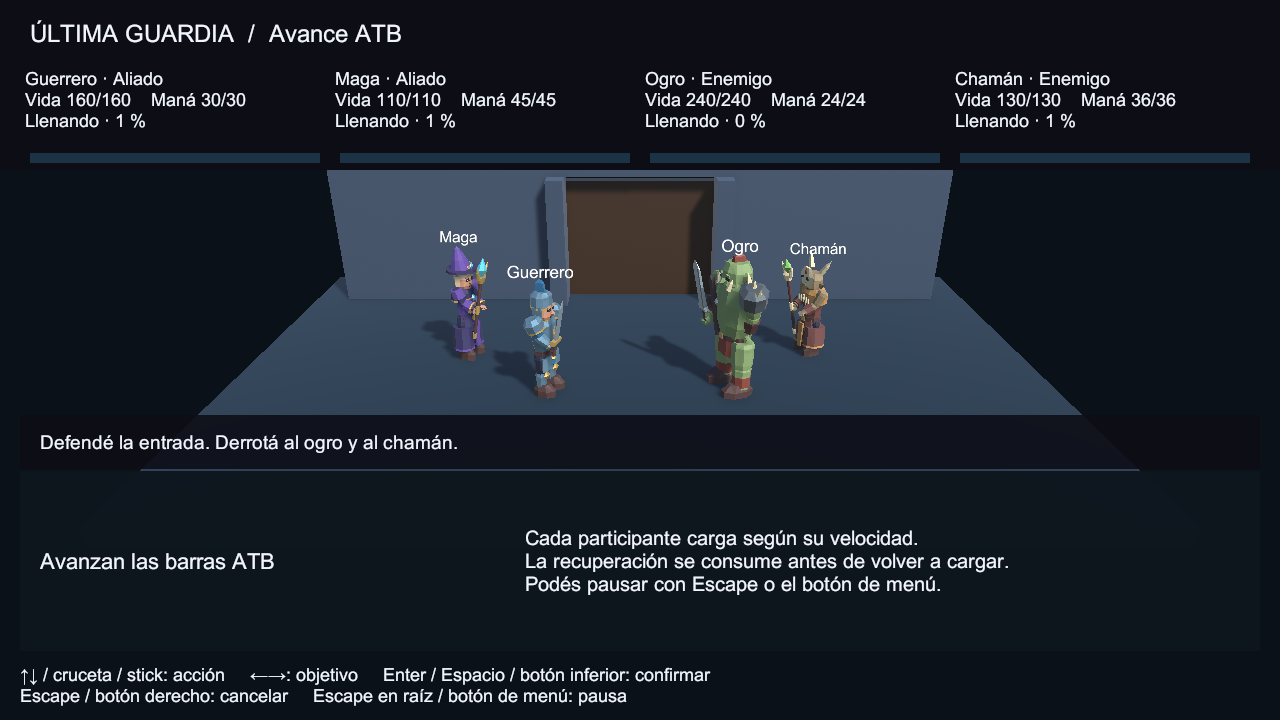 ÚLTIMA GUARDIA / Avance ATB
Guerrero · Aliado
Vida 160/160 Maná 30/30
Llenando · 1 %
Maga · Aliado
Vida 110/110 Maná 45/45
Llenando · 1 %
Ogro · Enemigo
Vida 240/240 Maná 24/24
Llenando · 0 %
Chamán · Enemigo
Vida 130/130 Maná 36/36
Llenando · 1 %
Maga
Guerrero
Ogro
Chamán
Defendé la entrada. Derrotá al ogro y al chamán.
Avanzan las barras ATB
Cada participante carga según su velocidad.
La recuperación se consume antes de volver a cargar.
Podés pausar con Escape o el botón de menú.
↑↓ / cruceta / stick: acción ←→: objetivo Enter / Espacio / botón inferior: confirmar
Escape / botón derecho: cancelar Escape en raíz / botón de menú: pausa